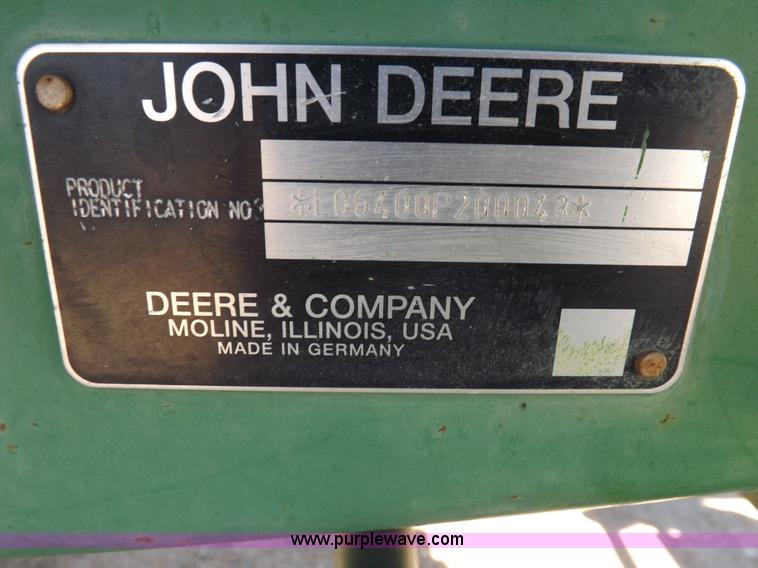 JOHN DEERE
PRODUCT
IDENTIFICATION NO.
*L06400P200043*
DEERE & COMPANY
MOLINE, ILLINOIS, USA
MADE IN GERMANY
www.purplewave.com